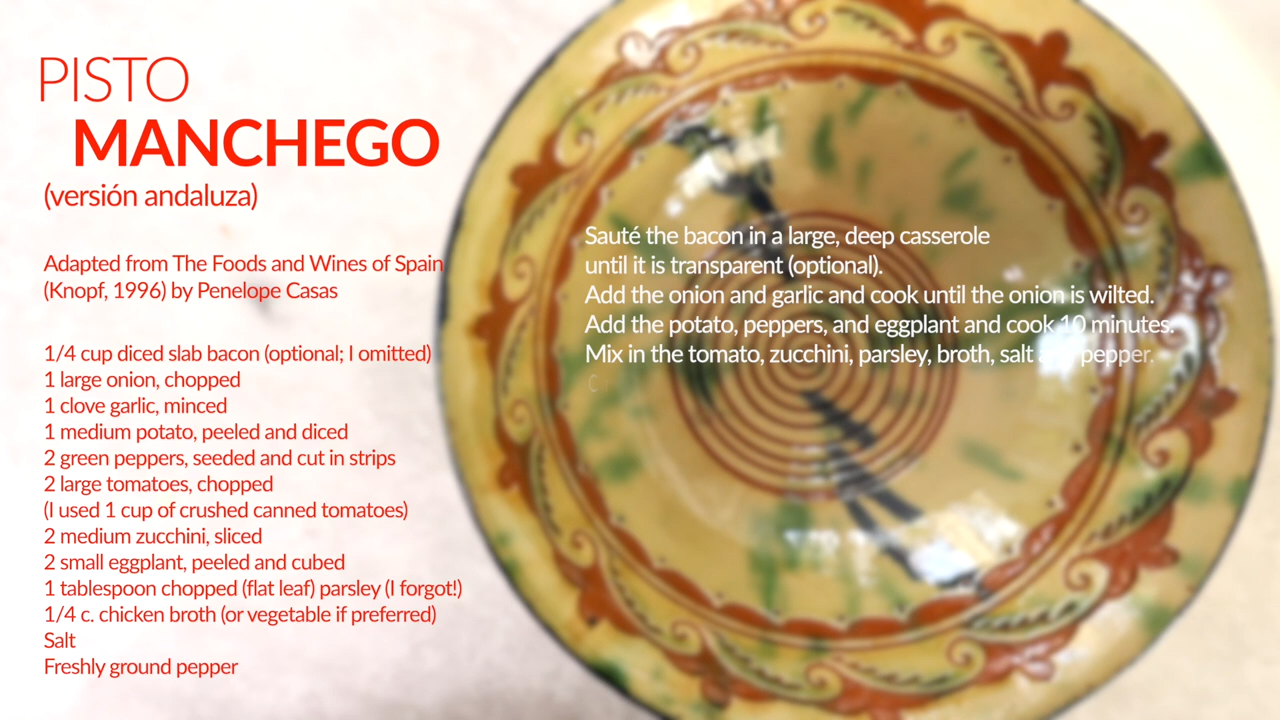 PISTO
MANCHEGO
(versión andaluza)
Adapted from The Foods and Wines of Spain
(Knopf, 1996) by Penelope Casas
1/4 cup diced slab bacon (optional; I omitted)
1 large onion, chopped
1 clove garlic, minced
1 medium potato, peeled and diced
2 green peppers, seeded and cut in strips
2 large tomatoes, chopped
(I used 1 cup of crushed canned tomatoes)
2 medium zucchini, sliced
2 small eggplant, peeled and cubed
1 tablespoon chopped (flat leaf) parsley (I forgot!)
1/4 c. chicken broth (or vegetable if preferred)
Salt
Freshly ground pepper
Sauté the bacon in a large, deep casserole
until it is transparent (optional).
Add the onion and garlic and cook until the onion is wilted.
Add the potato, peppers, and eggplant and cook 10 minutes.
Mix in the tomato, zucchini, parsley, broth, salt and pepper.
C